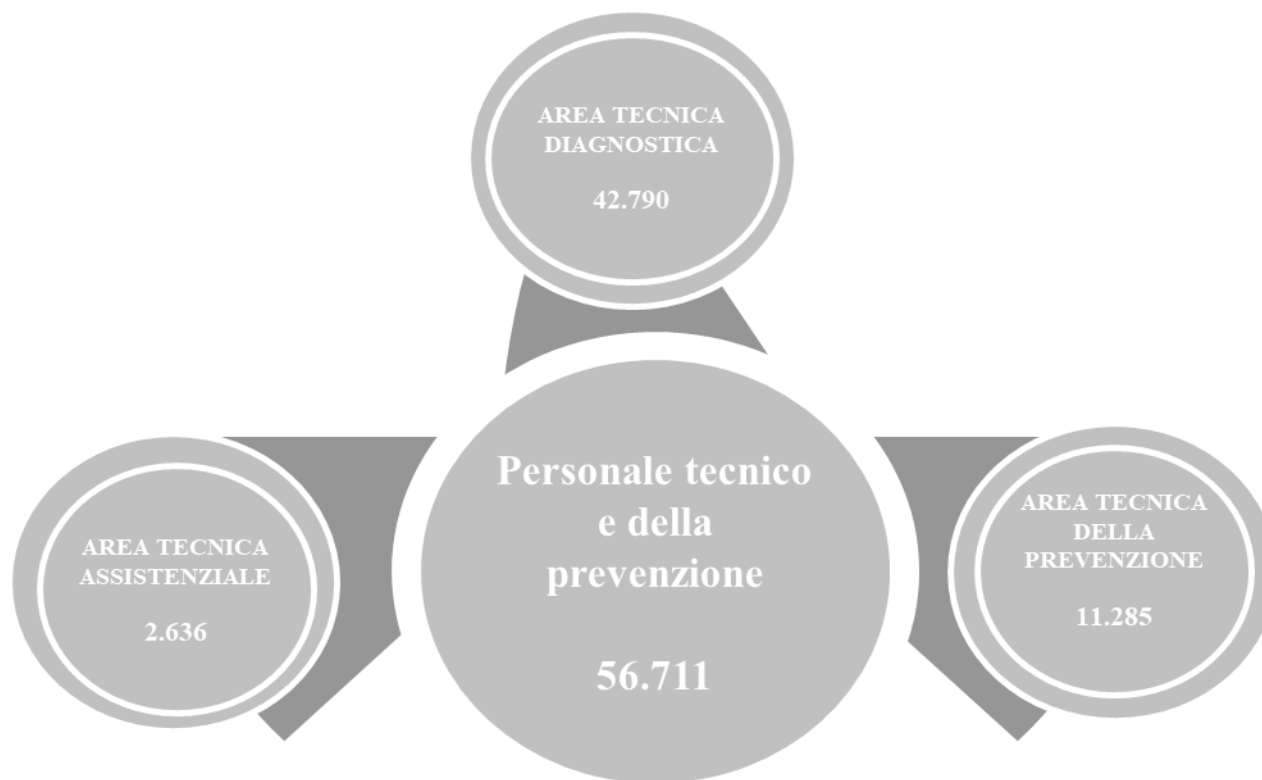 AREA TECNICA
DIAGNOSTICA
42.790
Personale tecnico
e della
prevenzione
56.711
AREA TECNICA
ASSISTENZIALE
2.636
AREA TECNICA
DELLA
PREVENZIONE
11.285